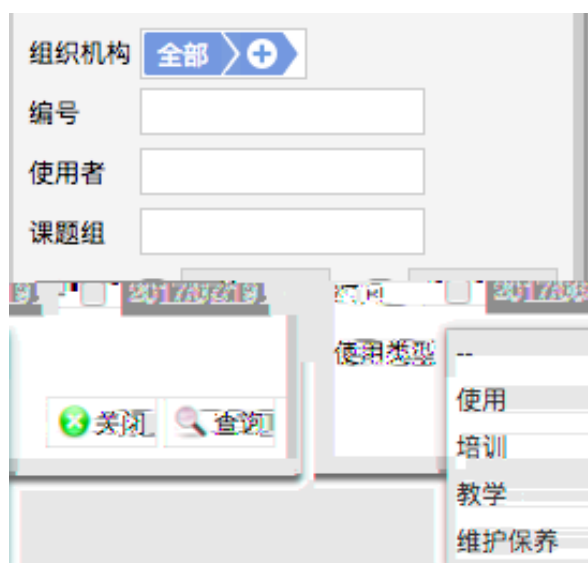 组织机构 全部
编号
使用者
课题组
使用类型 --
使用
关闭 查询
培训
教学
维护保养